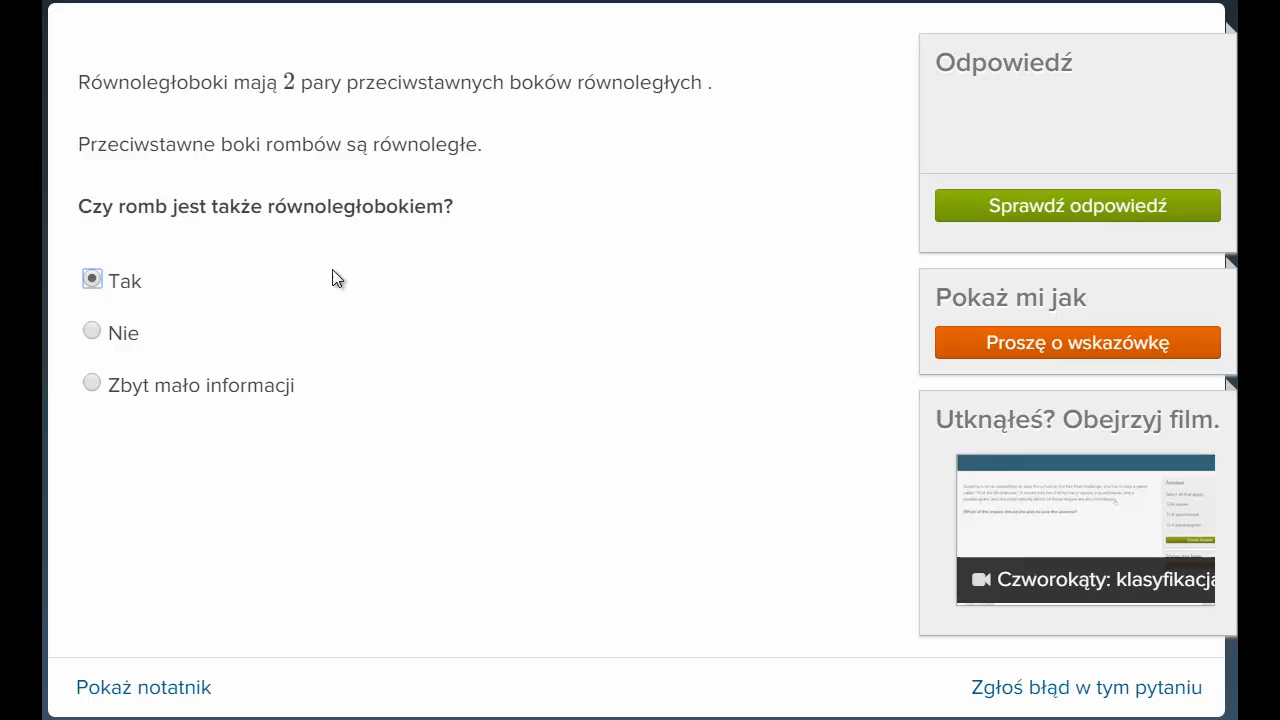 Równoległoboki mają 2 pary przeciwstawnych boków równoległych .
Przeciwstawne boki rombów są równoległe.
Czy romb jest także równoległobokiem?
Tak
Nie
Zbyt mało informacji
Odpowiedź
Sprawdź odpowiedź
Pokaż mi jak
Proszę o wskazówkę
Utknąłeś? Obejrzyj film.
Czworokąty: klasyfikacja
Pokaż notatnik
Zgłoś błąd w tym pytaniu